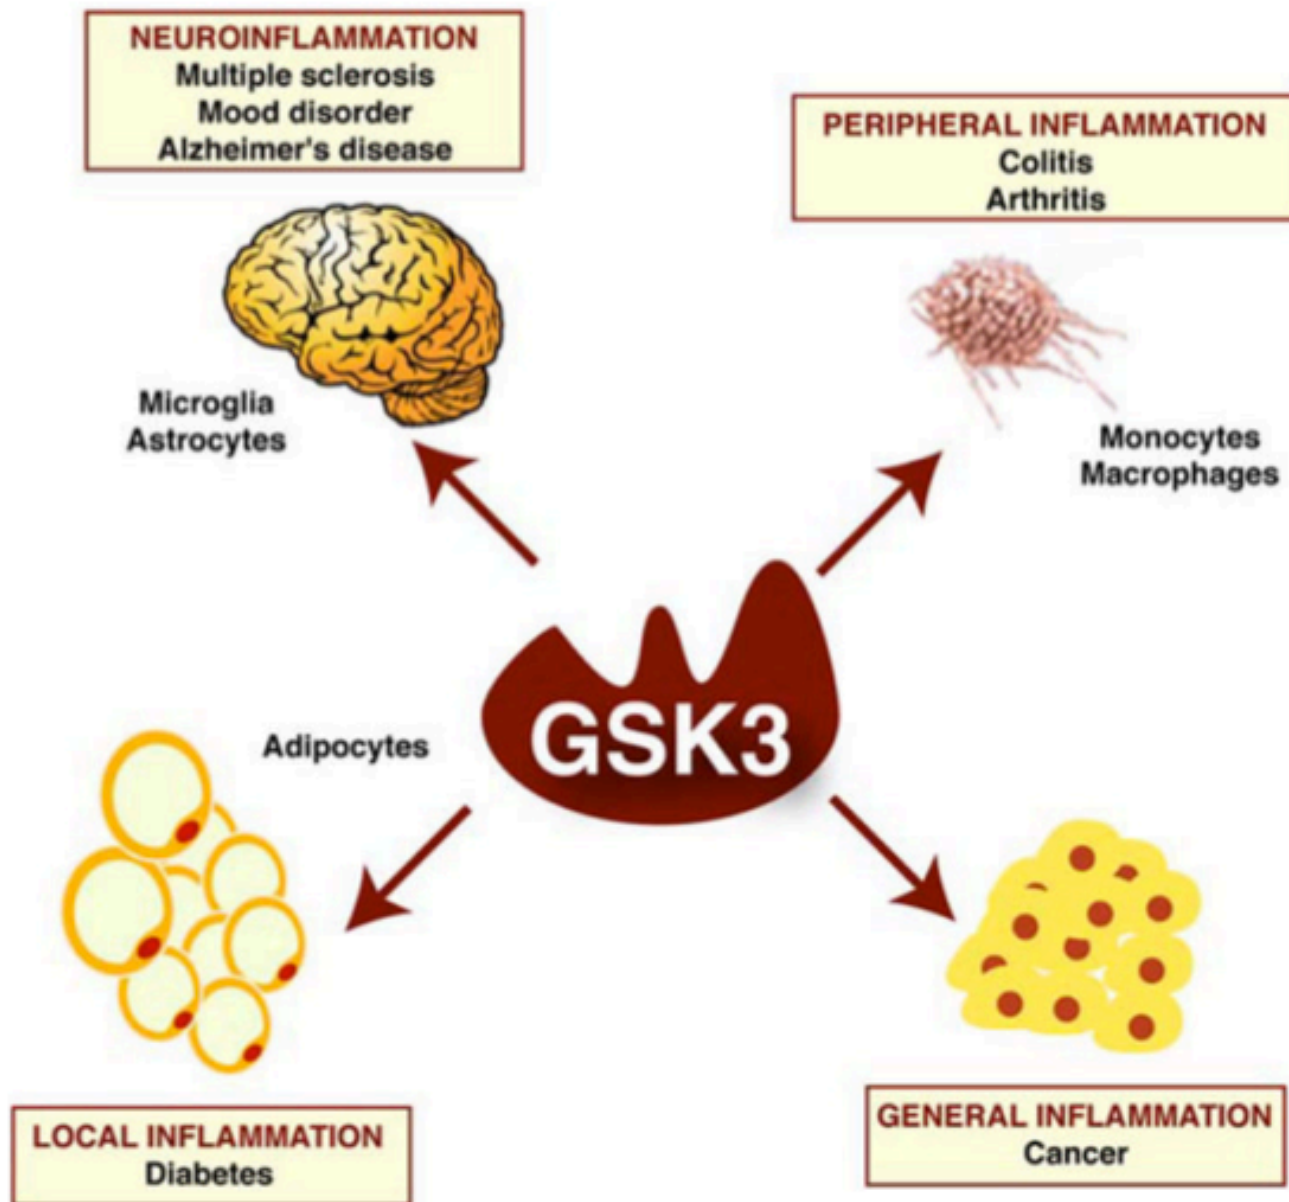 NEUROINFLAMMATION
Multiple sclerosis
Mood disorder
Alzheimer's disease
PERIPHERAL INFLAMMATION
Colitis
Arthritis
Microglia
Astrocytes
Monocytes
Macrophages
GSK3
Adipocytes
LOCAL INFLAMMATION
Diabetes
GENERAL INFLAMMATION
Cancer